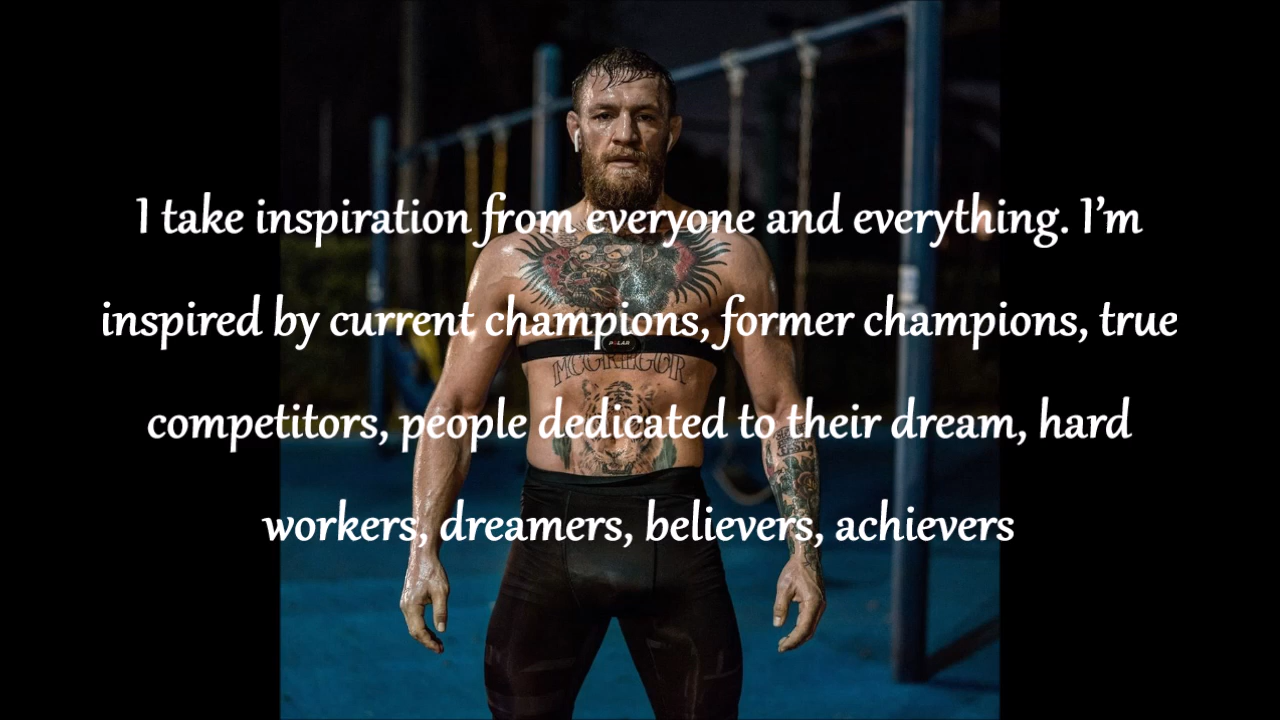 I take inspiration from everyone and everything. I’m
inspired by current champions, former champions, true
POLAR
MCGREGOR
competitors, people dedicated to their dream, hard
workers, dreamers, believers, achievers